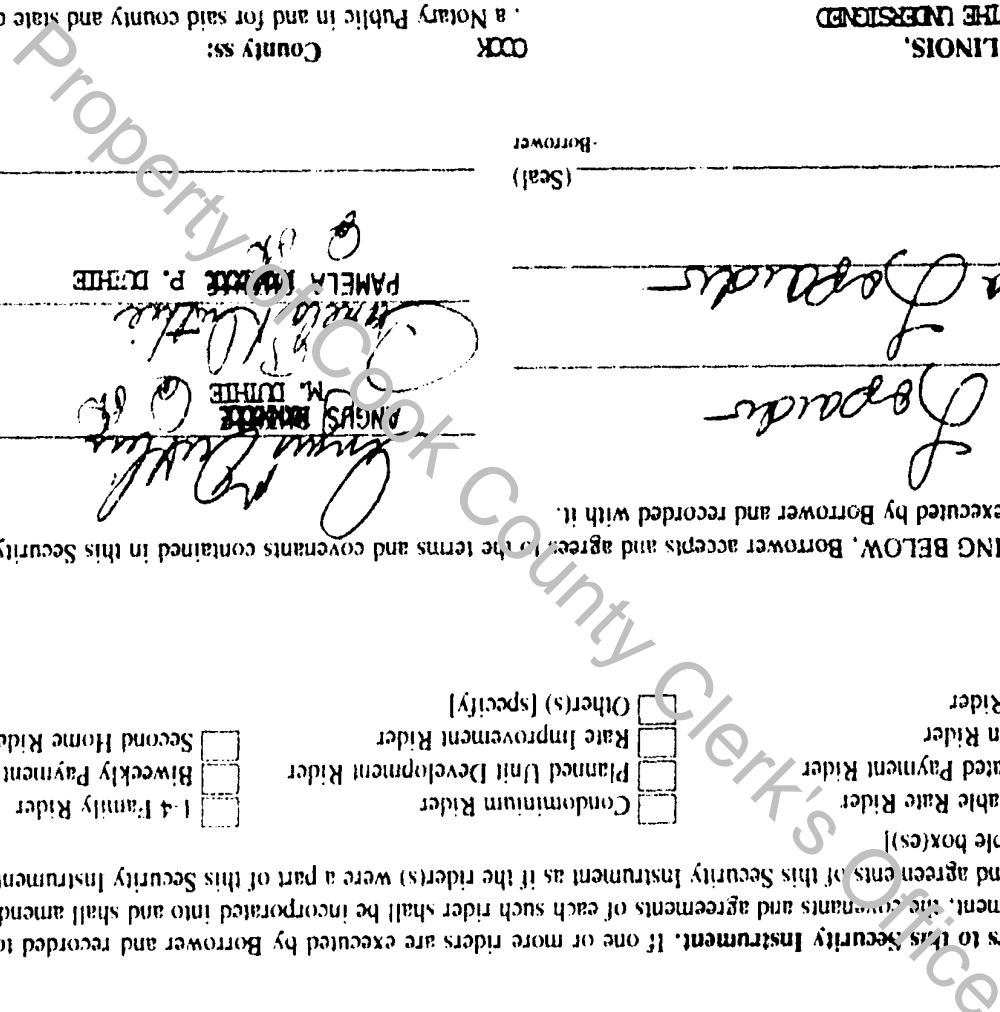 s to this Security Instrument. If one or more riders are executed by Borrower and recorded to
ment, the covenants and agreements of each such rider shall be incorporated into and shall amend
nd agreements of this Security Instrument as if the rider(s) were a part of this Security Instrument
ble box(es)]
able Rate Rider Condominium Rider 1-4 Family Rider
ated Payment Rider Planned Unit Development Rider Biweekly Payment
n Rider Rate Improvement Rider Second Home Ride
Rider Other(s) [specify]
ING BELOW, Borrower accepts and agrees to the terms and covenants contained in this Security
executed by Borrower and recorded with it.
ANGUS
M. DUTHIE
PAMELA P. DUTHIE
(Seal)
-Borrower
LINOIS, COOK County ss:
THE UNDERSIGNED , a Notary Public in and for said county and state
Property of Cook County Clerk's Office